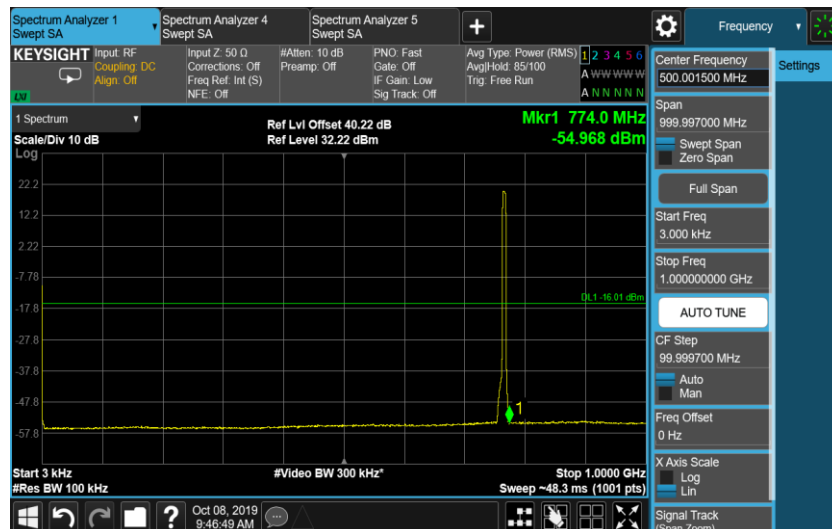 Spectrum Analyzer 1
Swept SA
Spectrum Analyzer 4
Swept SA
Spectrum Analyzer 5
Swept SA
+
Frequency
KEYSIGHT
Input: RF
Coupling: DC
Align: Off
Input Z: 50 Ω
Corrections: Off
Freq Ref: Int (S)
NFE: Off
#Atten: 10 dB
Preamp: Off
PNO: Fast
Gate: Off
IF Gain: Low
Sig Track: Off
Avg Type: Power (RMS)
Avg|Hold: 85/100
Trig: Free Run
1 2 3 4 5 6
A W W W W W
A N N N N N
LXI
1 Spectrum
Scale/Div 10 dB
Log
Ref Lvl Offset 40.22 dB
Ref Level 32.22 dBm
Mkr1 774.0 MHz
-54.968 dBm
22.2
12.2
2.22
-7.78
-17.8
-27.8
-37.8
-47.8
-57.8
DL1 -16.01 dBm
1
Start 3 kHz
#Res BW 100 kHz
#Video BW 300 kHz*
Stop 1.0000 GHz
Sweep ~48.3 ms (1001 pts)
Center Frequency
500.001500 MHz
Settings
Span
999.997000 MHz
Swept Span
Zero Span
Full Span
Start Freq
3.000 kHz
Stop Freq
1.000000000 GHz
AUTO TUNE
CF Step
99.999700 MHz
Auto
Man
Freq Offset
0 Hz
X Axis Scale
Log
Lin
Signal Track
(Span Zoom)
?
Oct 08, 2019
9:46:49 AM